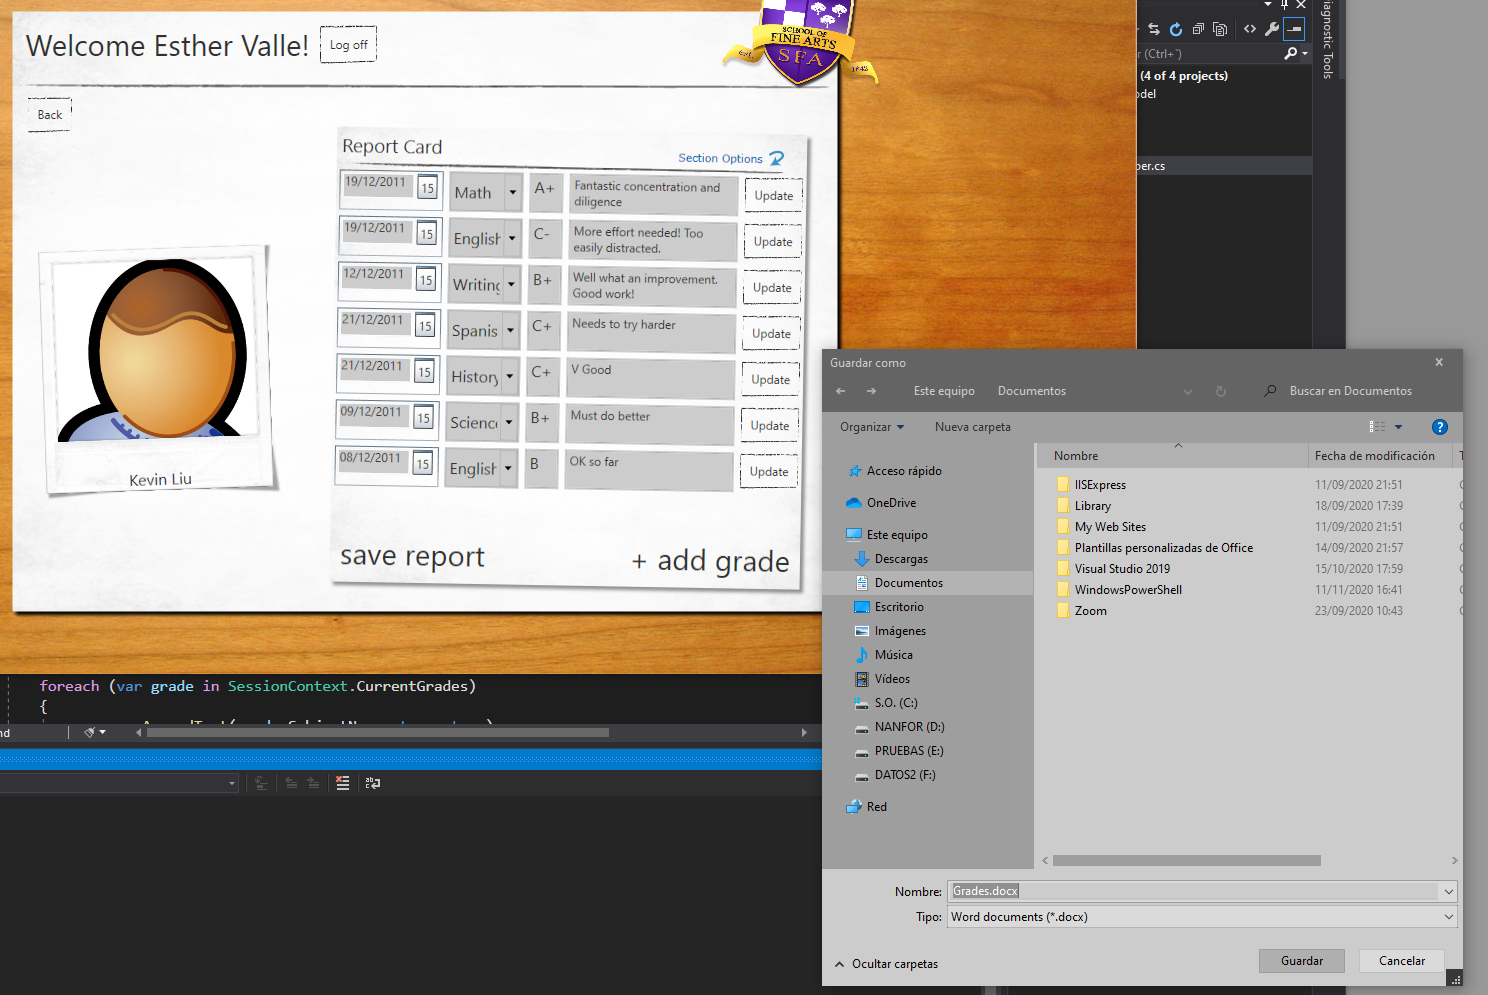 Welcome Esther Valle!
Log off
SCHOOL OF
FINE ARTS
SFA
est.
Back
Report Card
Section Options
19/12/2011 15 Math A+ Fantastic concentration and diligence Update
19/12/2011 15 English C- More effort needed! Too easily distracted. Update
12/12/2011 15 Writing B+ Well what an improvement. Good work! Update
21/12/2011 15 Spanis C+ Needs to try harder Update
21/12/2011 15 History C+ V Good Update
09/12/2011 15 Science B+ Must do better Update
08/12/2011 15 English B OK so far Update
Kevin Liu
save report
+ add grade
foreach (var grade in SessionContext.CurrentGrades)
{
nd
(Ctrl+`)
(4 of 4 projects)
odel
per.cs
Diagnostic Tools
Guardar como
Este equipo Documentos
Buscar en Documentos
Organizar
Nueva carpeta
Acceso rápido
OneDrive
Este equipo
Descargas
Documentos
Escritorio
Imágenes
Música
Vídeos
S.O. (C:)
NANFOR (D:)
PRUEBAS (E:)
DATOS2 (F:)
Red
Nombre Fecha de modificación
IISExpress 11/09/2020 21:51
Library 18/09/2020 17:39
My Web Sites 11/09/2020 21:51
Plantillas personalizadas de Office 14/09/2020 21:57
Visual Studio 2019 15/10/2020 17:59
WindowsPowerShell 11/11/2020 16:41
Zoom 23/09/2020 10:43
Nombre: Grades.docx
Tipo: Word documents (*.docx)
Ocultar carpetas
Guardar
Cancelar